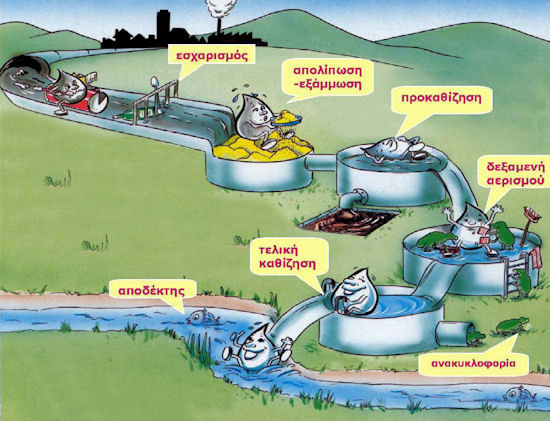 εσχαρισμός
απολίπωση
-εξάμμωση
προκαθίζηση
δεξαμενή
αερισμού
τελική
καθίζηση
αποδέκτης
ανακυκλοφορία